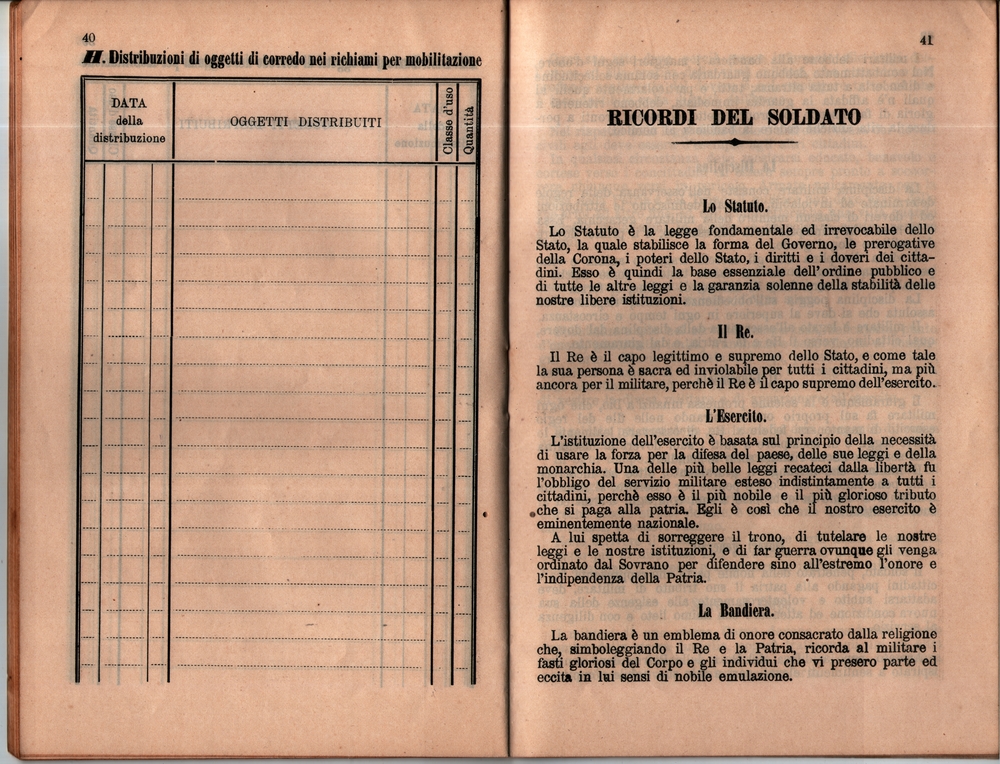 40
H. Distribuzioni di oggetti di corredo nei richiami per mobilitazione
DATA
della
distribuzione
OGGETTI DISTRIBUITI
Classe d'uso
Quantità
41
RICORDI DEL SOLDATO
Lo Statuto.
Lo Statuto è la legge fondamentale ed irrevocabile dello
Stato, la quale stabilisce la forma del Governo, le prerogative
della Corona, i poteri dello Stato, i diritti e i doveri dei citta-
dini. Esso è quindi la base essenziale dell'ordine pubblico e
di tutte le altre leggi e la garanzia solenne della stabilità delle
nostre libere istituzioni.
Il Re.
Il Re è il capo legittimo e supremo dello Stato, e come tale
la sua persona è sacra ed inviolabile per tutti i cittadini, ma più
ancora per il militare, perchè il Re è il capo supremo dell'esercito.
L'Esercito.
L'istituzione dell'esercito è basata sul principio della necessità
di usare la forza per la difesa del paese, delle sue leggi e della
monarchia. Una delle più belle leggi recateci dalla libertà fu
l'obbligo del servizio militare esteso indistintamente a tutti i
cittadini, perchè esso è il più nobile e il più glorioso tributo
che si paga alla patria. Egli è così chè il nostro esercito è
eminentemente nazionale.
A lui spetta di sorreggere il trono, di tutelare le nostre
leggi e le nostre istituzioni, e di far guerra ovunque gli venga
ordinato dal Sovrano per difendere sino all'estremo l'onore e
l'indipendenza della Patria.
La Bandiera.
La bandiera è un emblema di onore consacrato dalla religione
che, simboleggiando il Re e la Patria, ricorda al militare i
fasti gloriosi del Corpo e gli individui che vi presero parte ed
eccita in lui sensi di nobile emulazione.